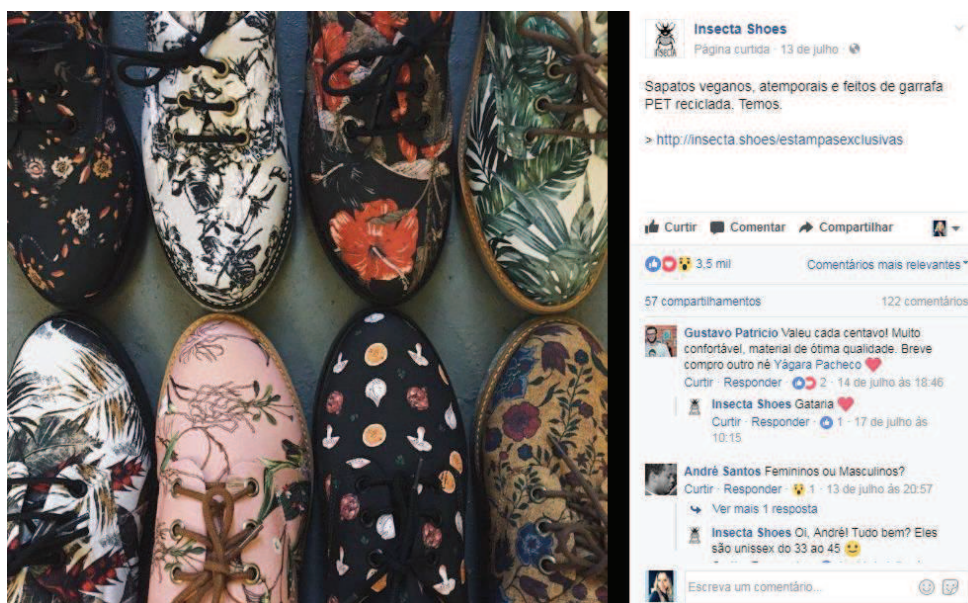 Insecta Shoes
Página curtida · 13 de julho ·
INSECTA
Sapatos veganos, atemporais e feitos de garrafa
PET reciclada. Temos.
> http://insecta.shoes/estampasexclusivas
Curtir Comentar Compartilhar
3,5 mil Comentários mais relevantes
57 compartilhamentos 122 comentários
Gustavo Patricio Valeu cada centavo! Muito
confortável, material de ótima qualidade. Breve
compro outro né Yágara Pacheco
Curtir · Responder · 2 · 14 de julho às 18:46
Insecta Shoes Gataria
Curtir · Responder · 1 · 17 de julho às
10:15
André Santos Femininos ou Masculinos?
Curtir · Responder · 1 · 13 de julho às 20:57
Ver mais 1 resposta
Insecta Shoes Oi, André! Tudo bem? Eles
são unissex do 33 ao 45
Escreva um comentário...